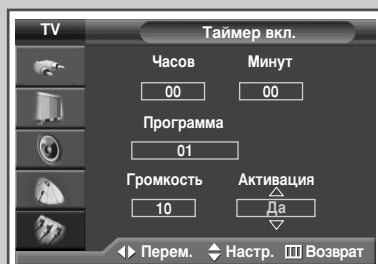 TV
Таймер вкл.
Часов Минут
00 00
Программа
01
Громкость Активация
10 Да
Перем. Настр. Возврат